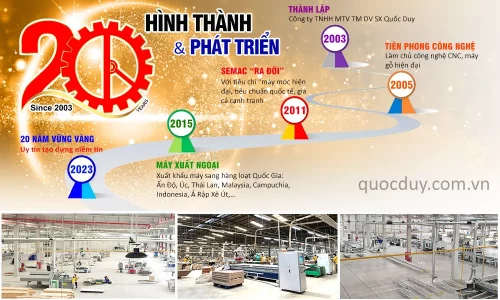 20
Since 2003
YEARS
HÌNH THÀNH
& PHÁT TRIỂN
THÀNH LẬP
Công ty TNHH MTV TM DV SX Quốc Duy
2003
TIÊN PHONG CÔNG NGHỆ
Làm chủ công nghệ CNC, máy
gỗ hiện đại
2005
SEMAC "RA ĐỜI"
Với tiêu chí "máy móc hiện
đại, tiêu chuẩn quốc tế, giá
cả cạnh tranh
2011
2015
MÁY XUẤT NGOẠI
Xuất khẩu máy sang hàng loạt Quốc Gia:
Ấn Độ, Úc, Thái Lan, Malaysia, Campuchia,
Indonesia, Ả Rập Xê Út,...
20 NĂM VỮNG VÀNG
Uy tín tạo dựng niềm tin
2023
quocduy.com.vn